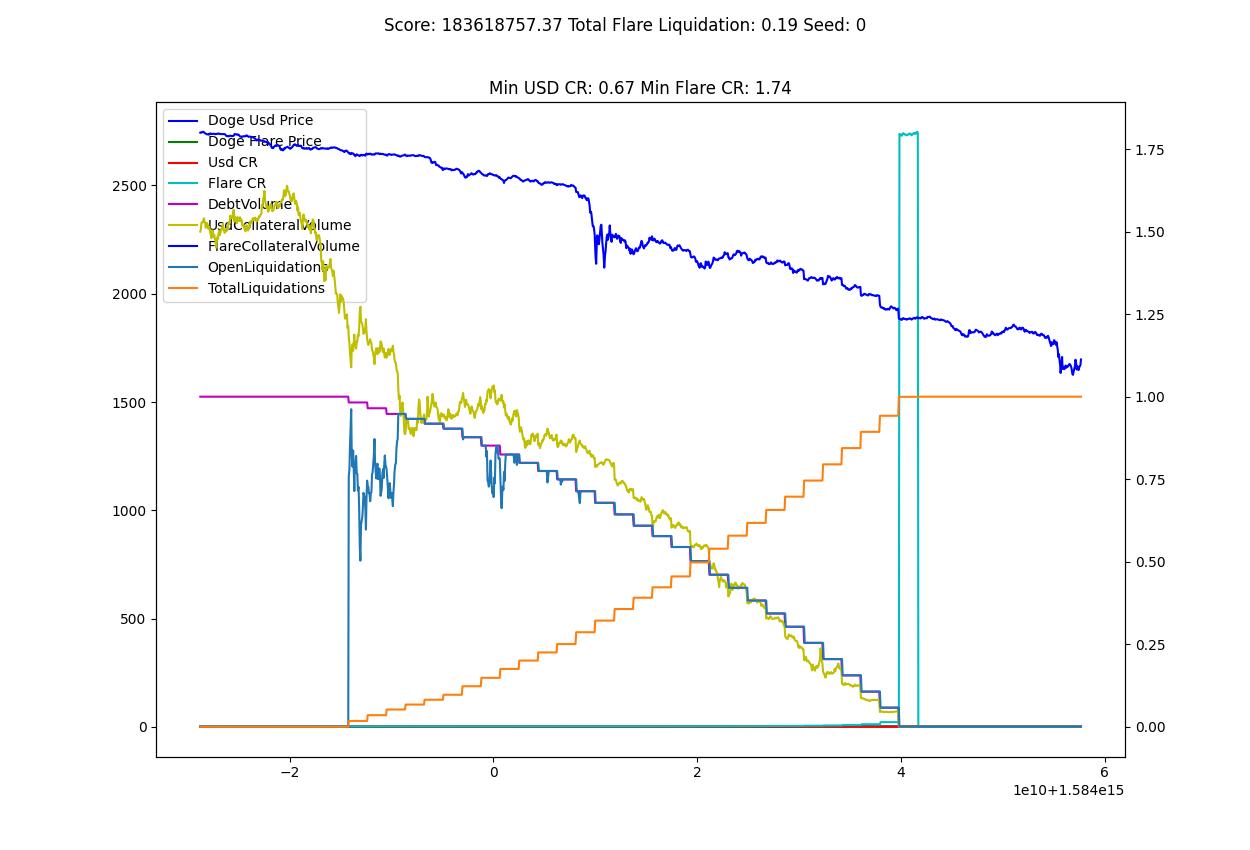 Score: 183618757.37 Total Flare Liquidation: 0.19 Seed: 0
Min USD CR: 0.67 Min Flare CR: 1.74
Doge Usd Price
Doge Flare Price
Usd CR
Flare CR
DebtVolume
UsdCollateralVolume
FlareCollateralVolume
OpenLiquidations
TotalLiquidations
2500
2000
1500
1000
500
0
1.75
1.50
1.25
1.00
0.75
0.50
0.25
0.00
−2
0
2
4
6
1e10+1.584e15